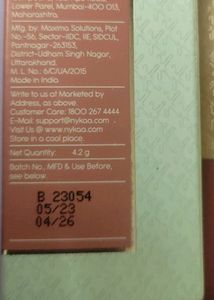 Lower Parel, Mumbai-400 013,
Maharashtra.
Mfg. by: Maxima Solutions, Plot
No.-56, Sector-IIDC, IIE, SIDCUL,
Pantnagar-263153,
District-Udham Singh Nagar,
Uttarakhand
M. L. No.: 6/C/UA/2015
Made in India
Write to us at Marketed by
Address, as above
Customer Care: 1800 267 4444
E-Mail: support@nykaa.com
Visit Us @ www.nykaa.com
Store in a cool place.
Net Quantity: 4.2 g
Batch No., MFD & Use Before,
see below.
B 23054
05/23
04/26